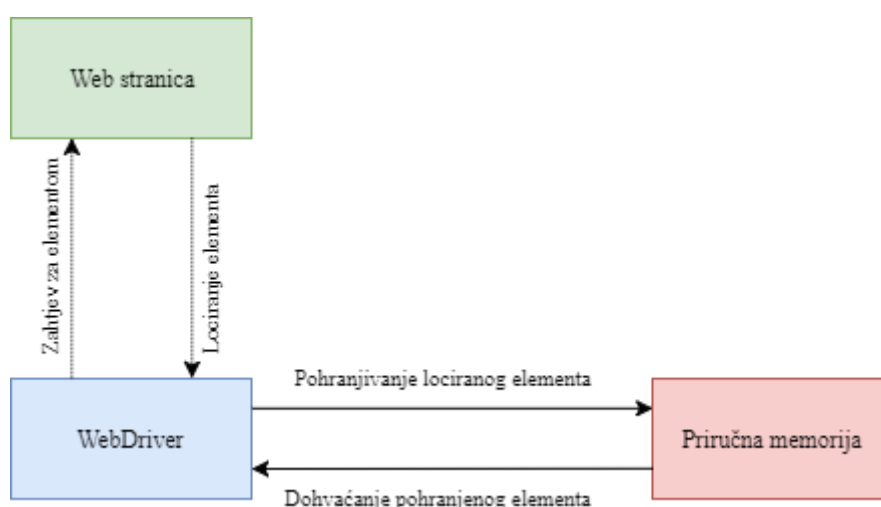 Web stranica
Zahtjev za elementom
Lociranje elementa
Pohranjivanje lociranog elementa
WebDriver
Priručna memorija
Dohvaćanje pohranjenog elementa